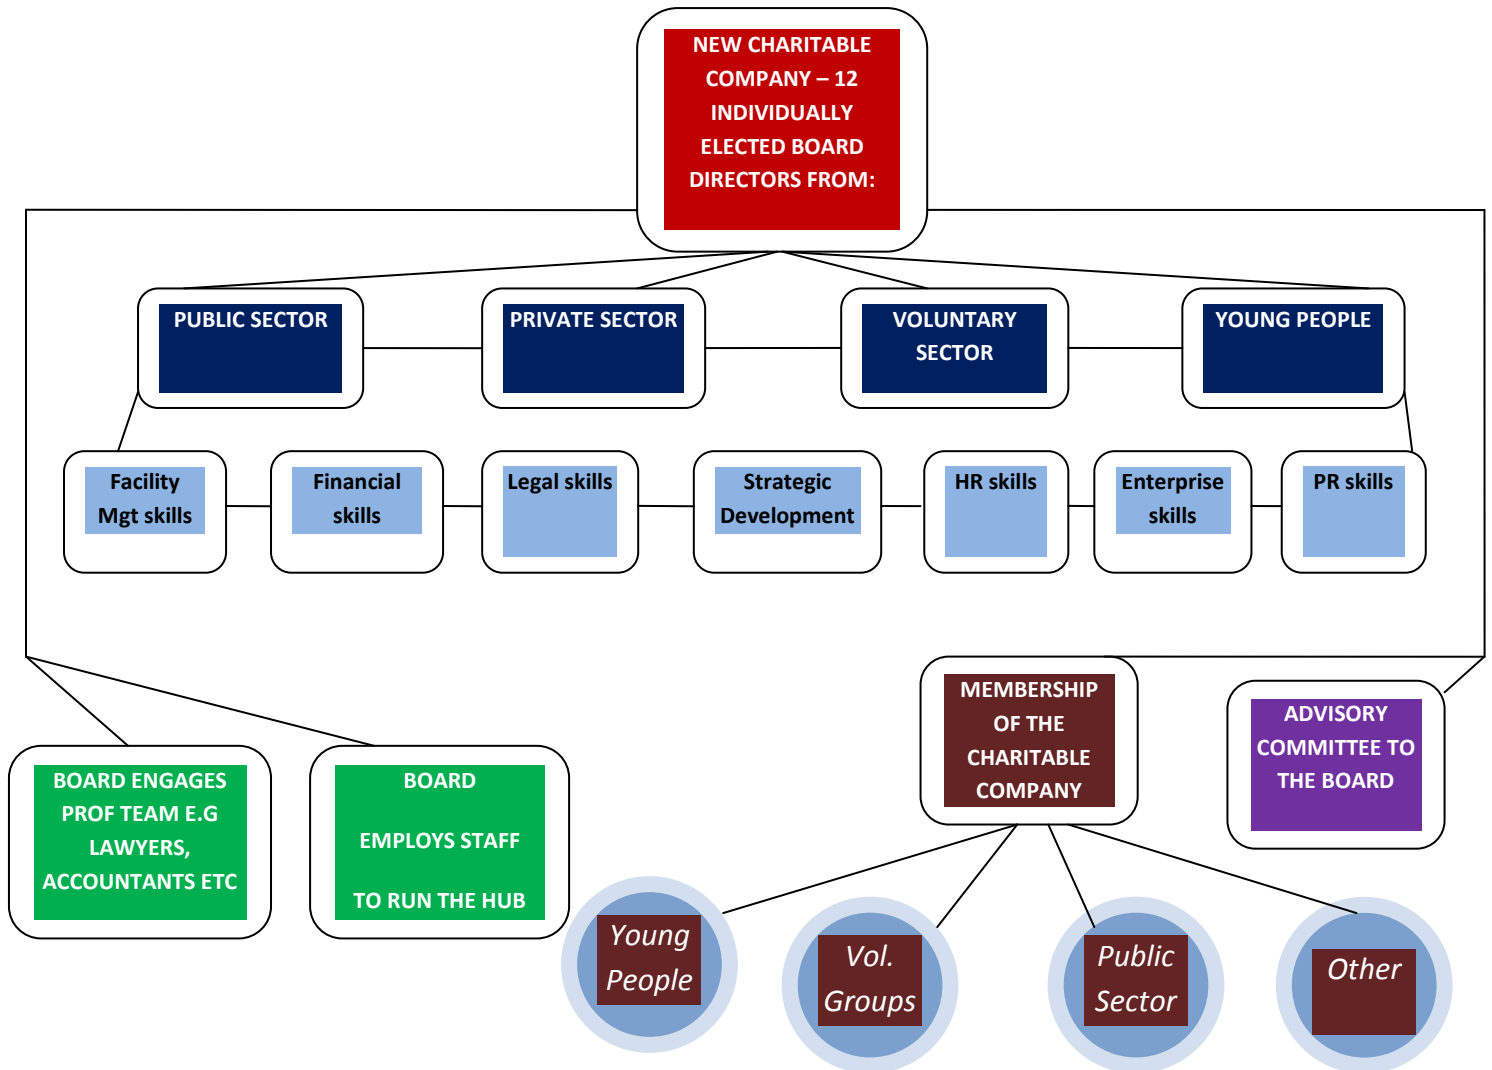 NEW CHARITABLE
COMPANY – 12
INDIVIDUALLY
ELECTED BOARD
DIRECTORS FROM:
PUBLIC SECTOR
PRIVATE SECTOR
VOLUNTARY
SECTOR
YOUNG PEOPLE
Facility
Mgt skills
Financial
skills
Legal skills
Strategic
Development
HR skills
Enterprise
skills
PR skills
BOARD ENGAGES
PROF TEAM E.G
LAWYERS,
ACCOUNTANTS ETC
BOARD
EMPLOYS STAFF
TO RUN THE HUB
MEMBERSHIP
OF THE
CHARITABLE
COMPANY
ADVISORY
COMMITTEE TO
THE BOARD
Young
People
Vol.
Groups
Public
Sector
Other